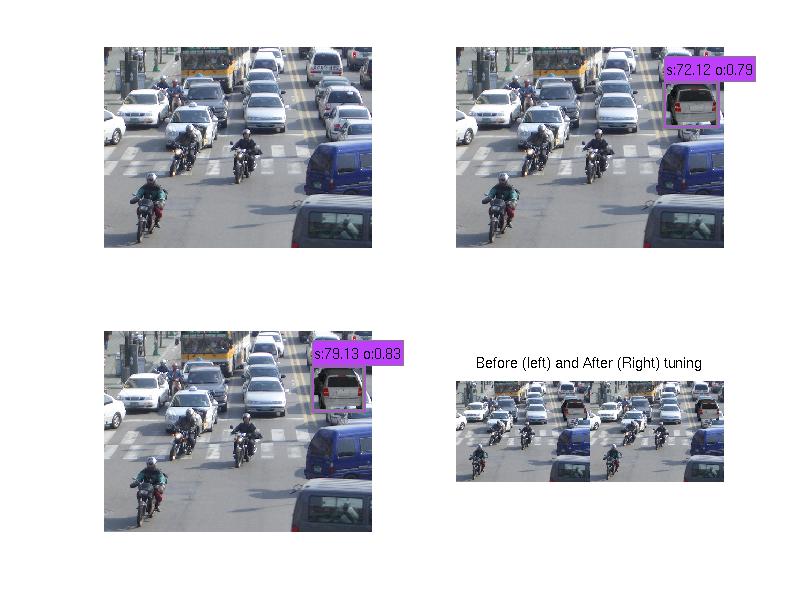 s:72.12 o:0.79
s:79.13 o:0.83
Before (left) and After (Right) tuning